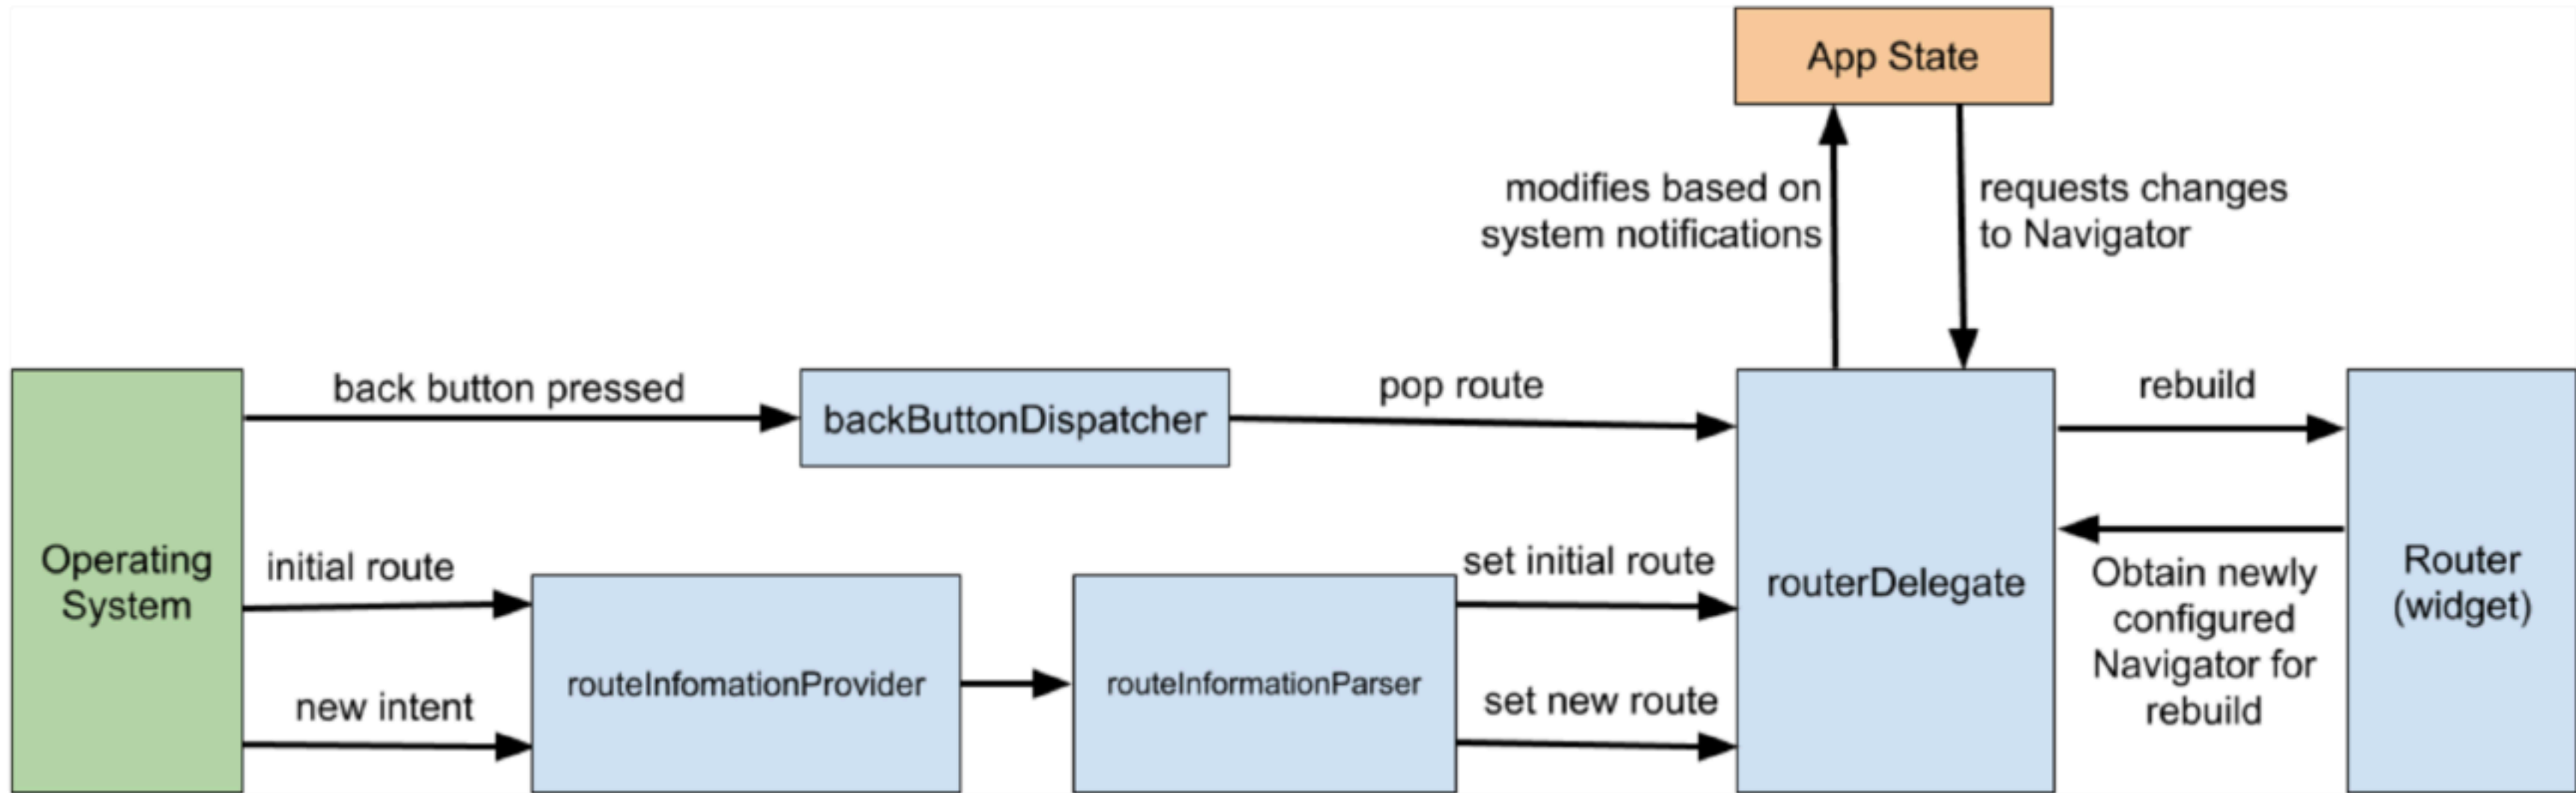 App State
modifies based on
system notifications
requests changes
to Navigator
back button pressed
backButtonDispatcher
pop route
rebuild
Operating
System
initial route
new intent
routeInfomationProvider
routeInformationParser
set initial route
set new route
routerDelegate
Obtain newly
configured
Navigator for
rebuild
Router
(widget)